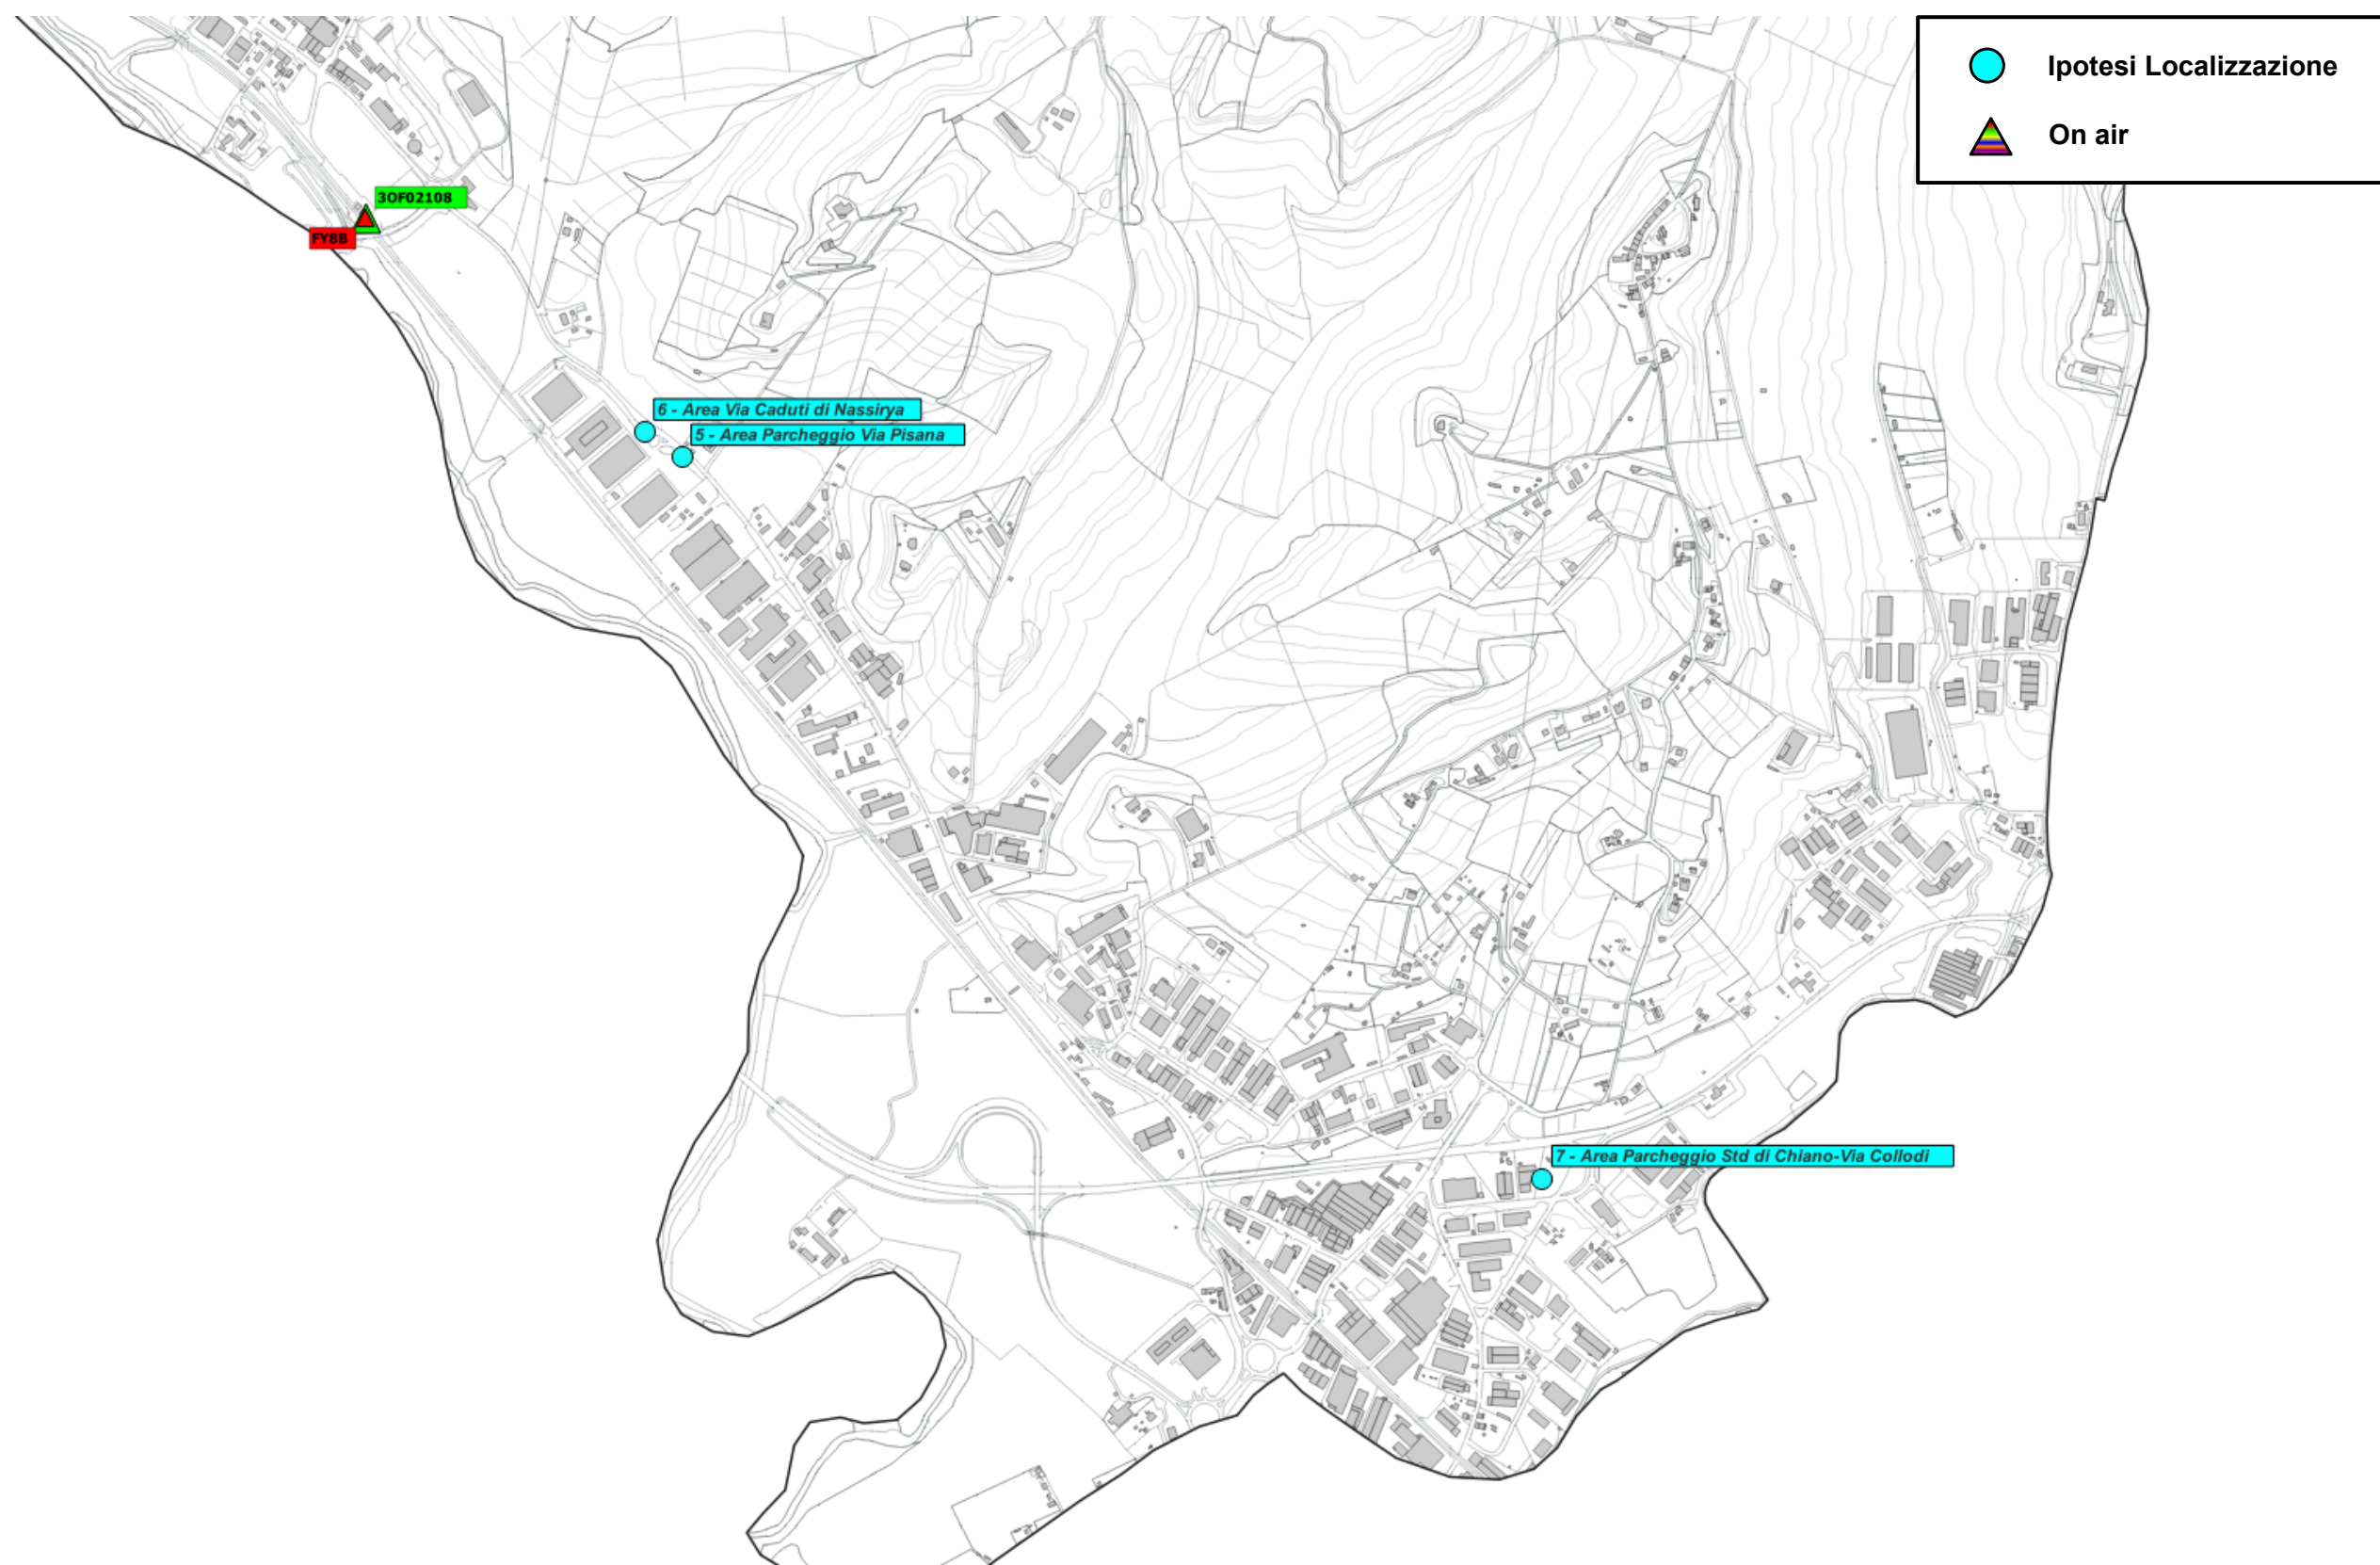 Ipotesi Localizzazione
On air
3OF02108
FY8B
6 - Area Via Caduti di Nassirya
5 - Area Parcheggio Via Pisana
7 - Area Parcheggio Std di Chiano-Via Collodi